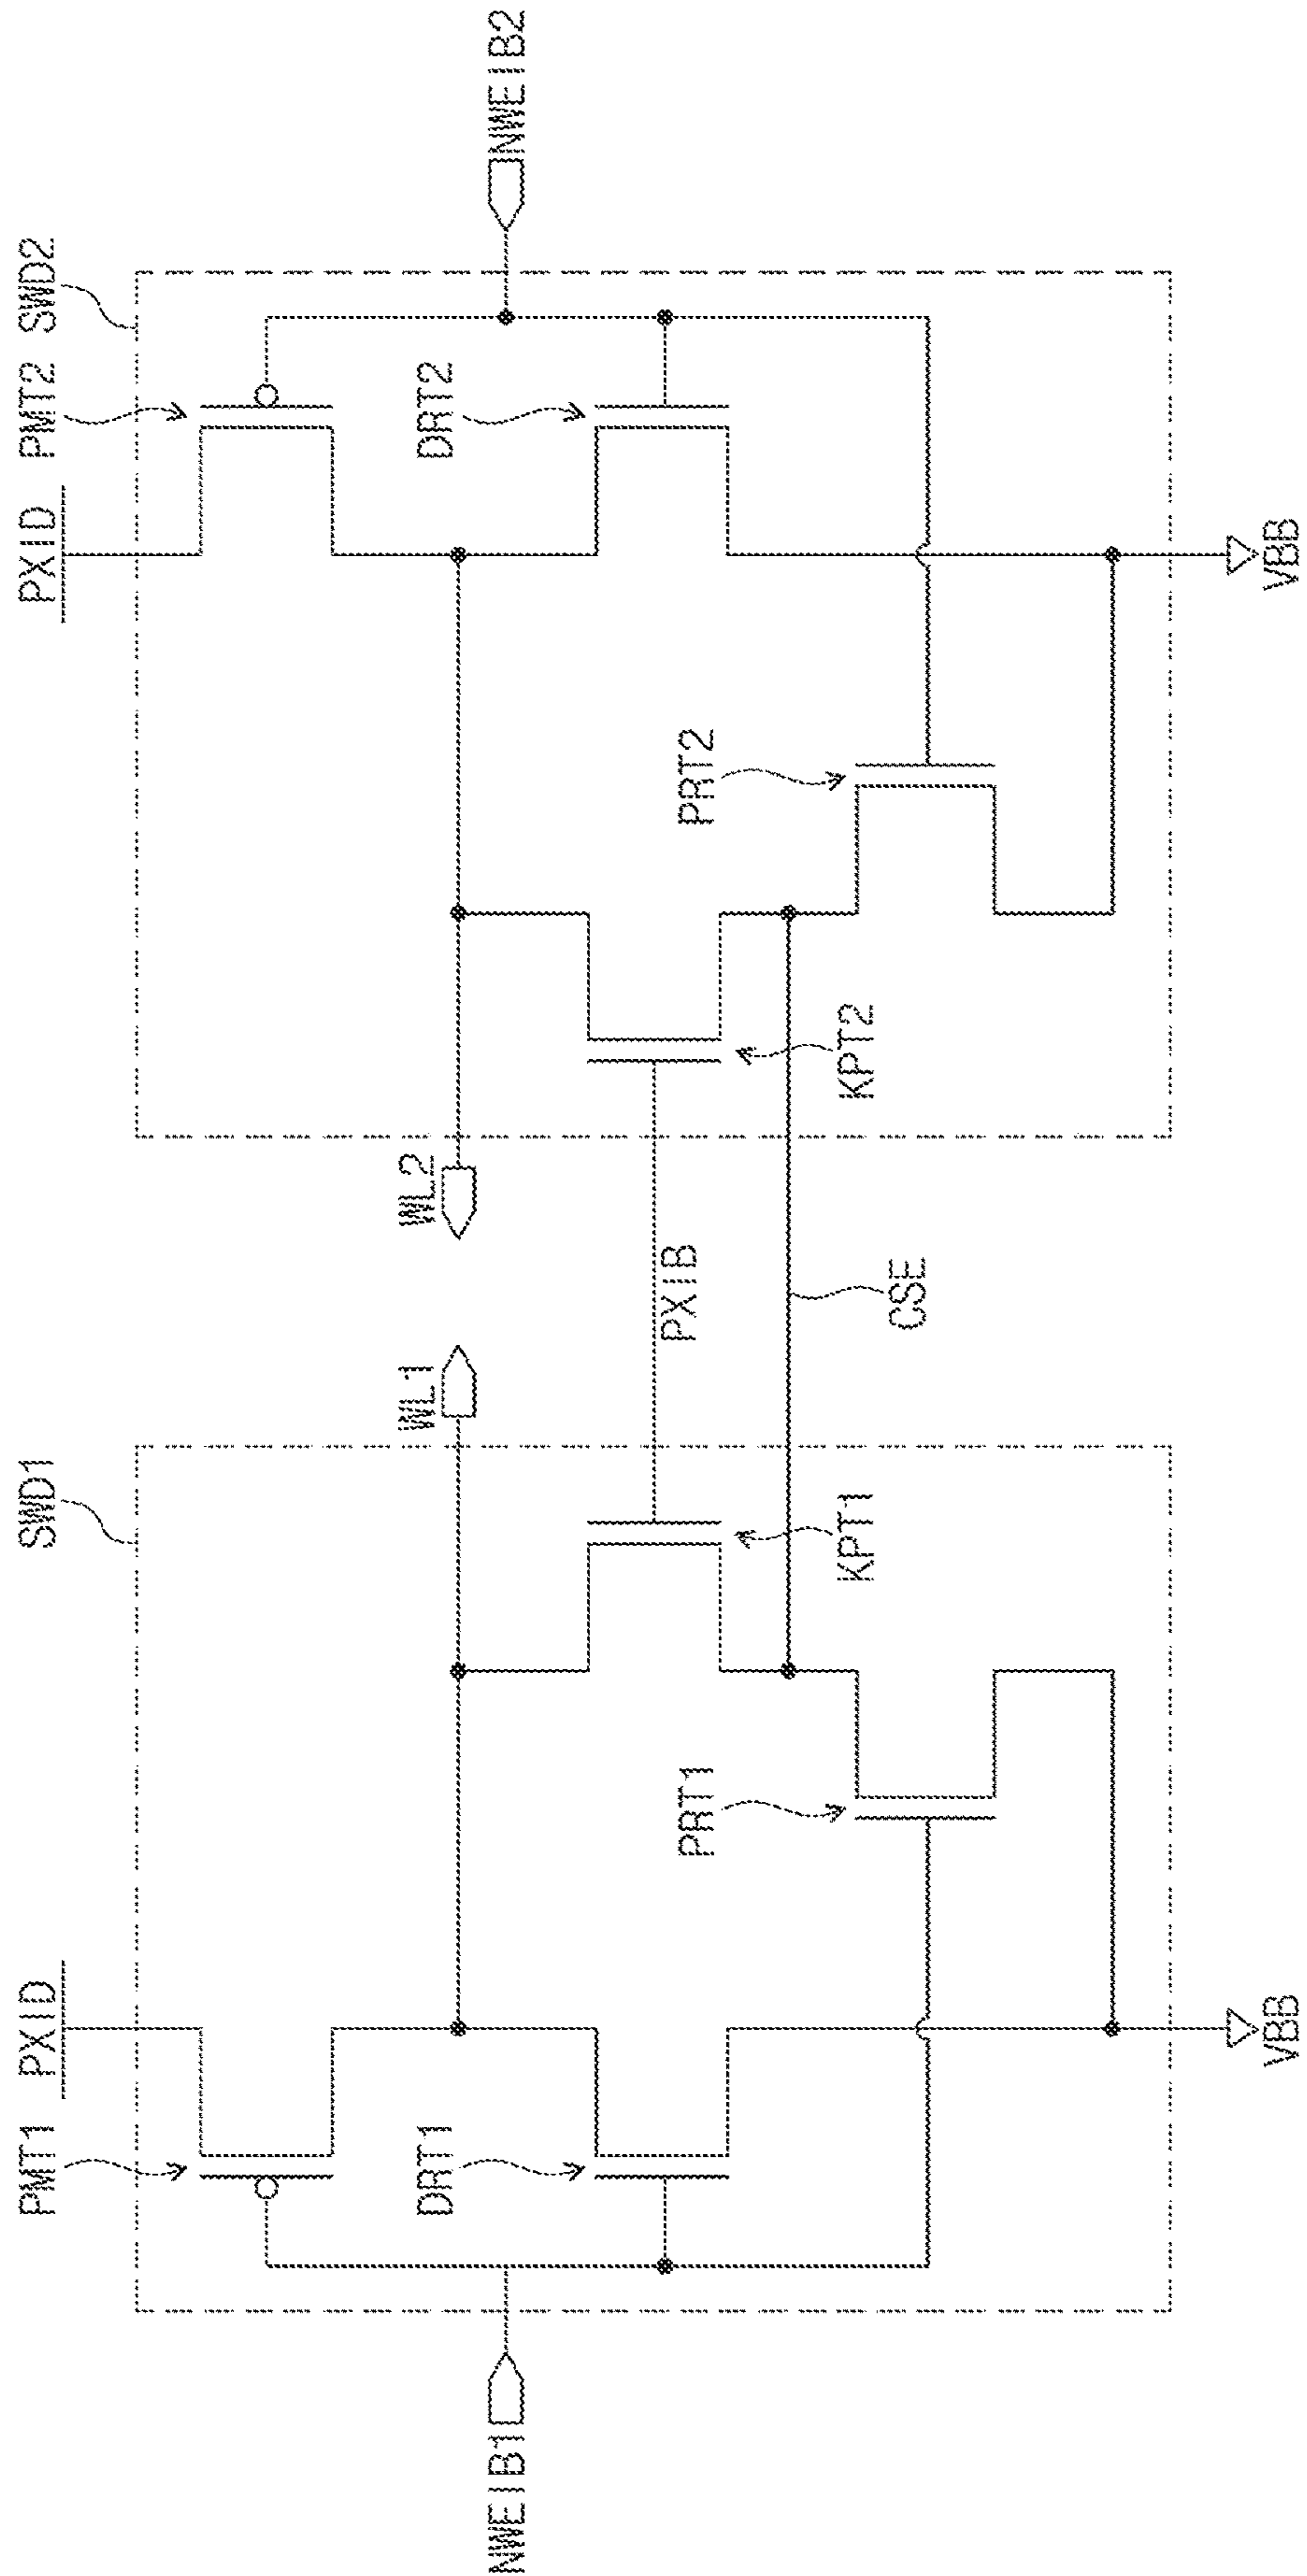 SWD1
SWD2
PMT1
PXID
PXID
PMT2
WL1
WL2
DRT1
DRT2
NWEIB1
NWEIB2
PXIB
PRT1
PRT2
KPT1
KPT2
CSE
VBB
VBB